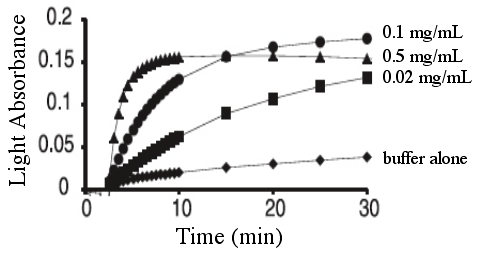 0.2
0.15
0.1
0.05
0
Light Absorbance
0.1 mg/mL
0.5 mg/mL
0.02 mg/mL
buffer alone
0 10 20 30
Time (min)